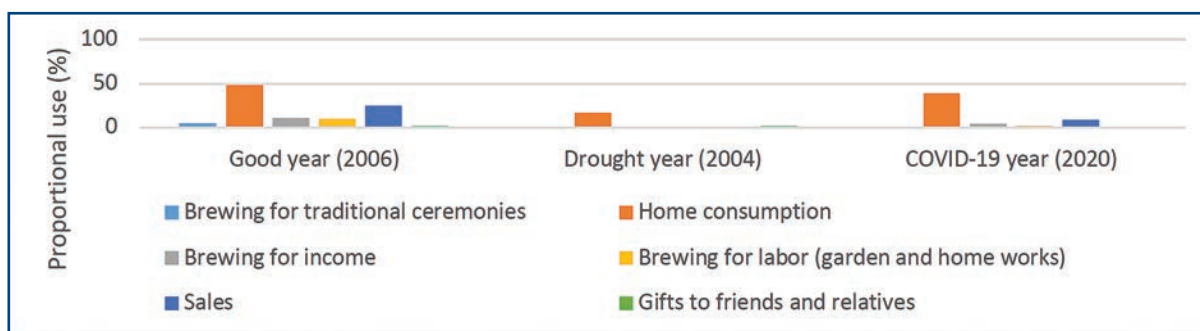 Proportional use (%)
100
50
0
Good year (2006) Drought year (2004) COVID-19 year (2020)
Brewing for traditional ceremonies Home consumption
Brewing for income Brewing for labor (garden and home works)
Sales Gifts to friends and relatives